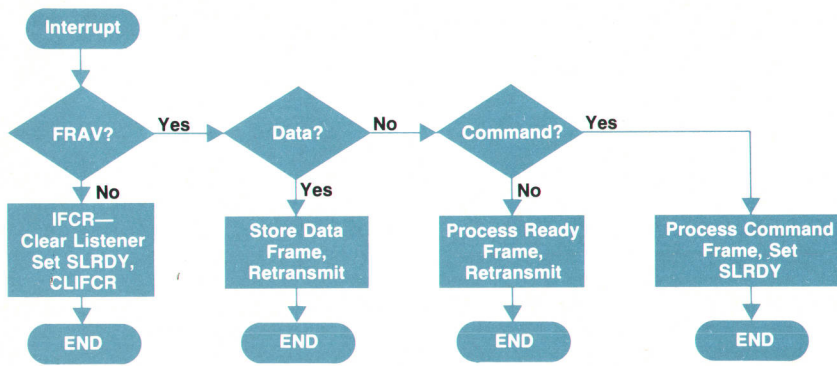 Interrupt
FRAV?
Yes
Data?
No
Command?
Yes
No
Yes
No
IFCR—
Clear Listener
Set SLRDY,
CLIFCR
Store Data
Frame,
Retransmit
Process Ready
Frame,
Retransmit
Process Command
Frame, Set
SLRDY
END
END
END
END